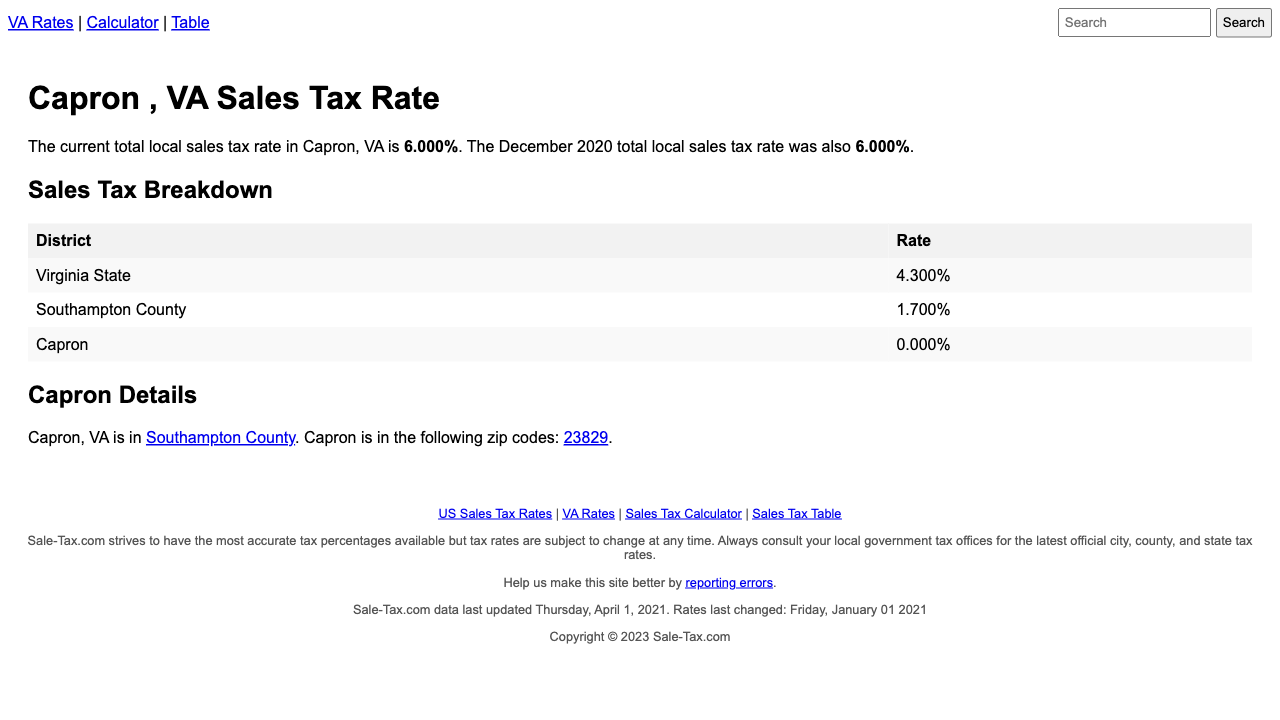 VA Rates | Calculator | Table
Search Search
Capron , VA Sales Tax Rate
The current total local sales tax rate in Capron, VA is 6.000%. The December 2020 total local sales tax rate was also 6.000%.
Sales Tax Breakdown
District Rate
Virginia State 4.300%
Southampton County 1.700%
Capron 0.000%
Capron Details
Capron, VA is in Southampton County. Capron is in the following zip codes: 23829.
US Sales Tax Rates | VA Rates | Sales Tax Calculator | Sales Tax Table
Sale-Tax.com strives to have the most accurate tax percentages available but tax rates are subject to change at any time. Always consult your local government tax offices for the latest official city, county, and state tax
rates.
Help us make this site better by reporting errors.
Sale-Tax.com data last updated Thursday, April 1, 2021. Rates last changed: Friday, January 01 2021
Copyright © 2023 Sale-Tax.com